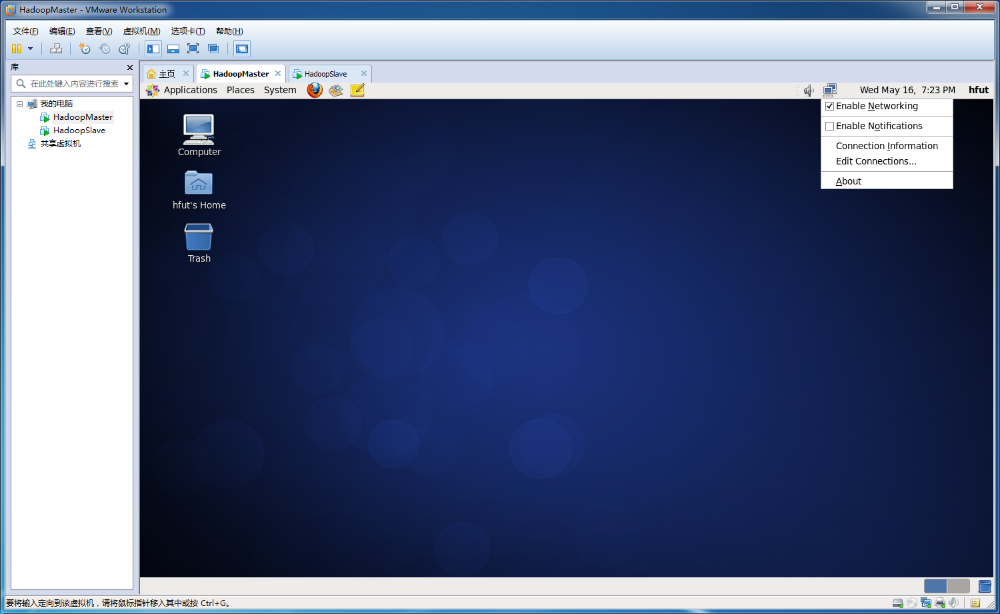 HadoopMaster - VMware Workstation
文件(F) 编辑(E) 查看(V) 虚拟机(M) 选项卡(T) 帮助(H)
库
在此处键入内容进行搜索
我的电脑
HadoopMaster
HadoopSlave
共享虚拟机
主页 HadoopMaster HadoopSlave
Applications Places System Wed May 16, 7:23 PM hfut
Enable Networking
Enable Notifications
Connection Information
Edit Connections...
About
Computer
hfut's Home
Trash
要将输入定向到该虚拟机，请将鼠标指针移入其中或按 Ctrl+G。